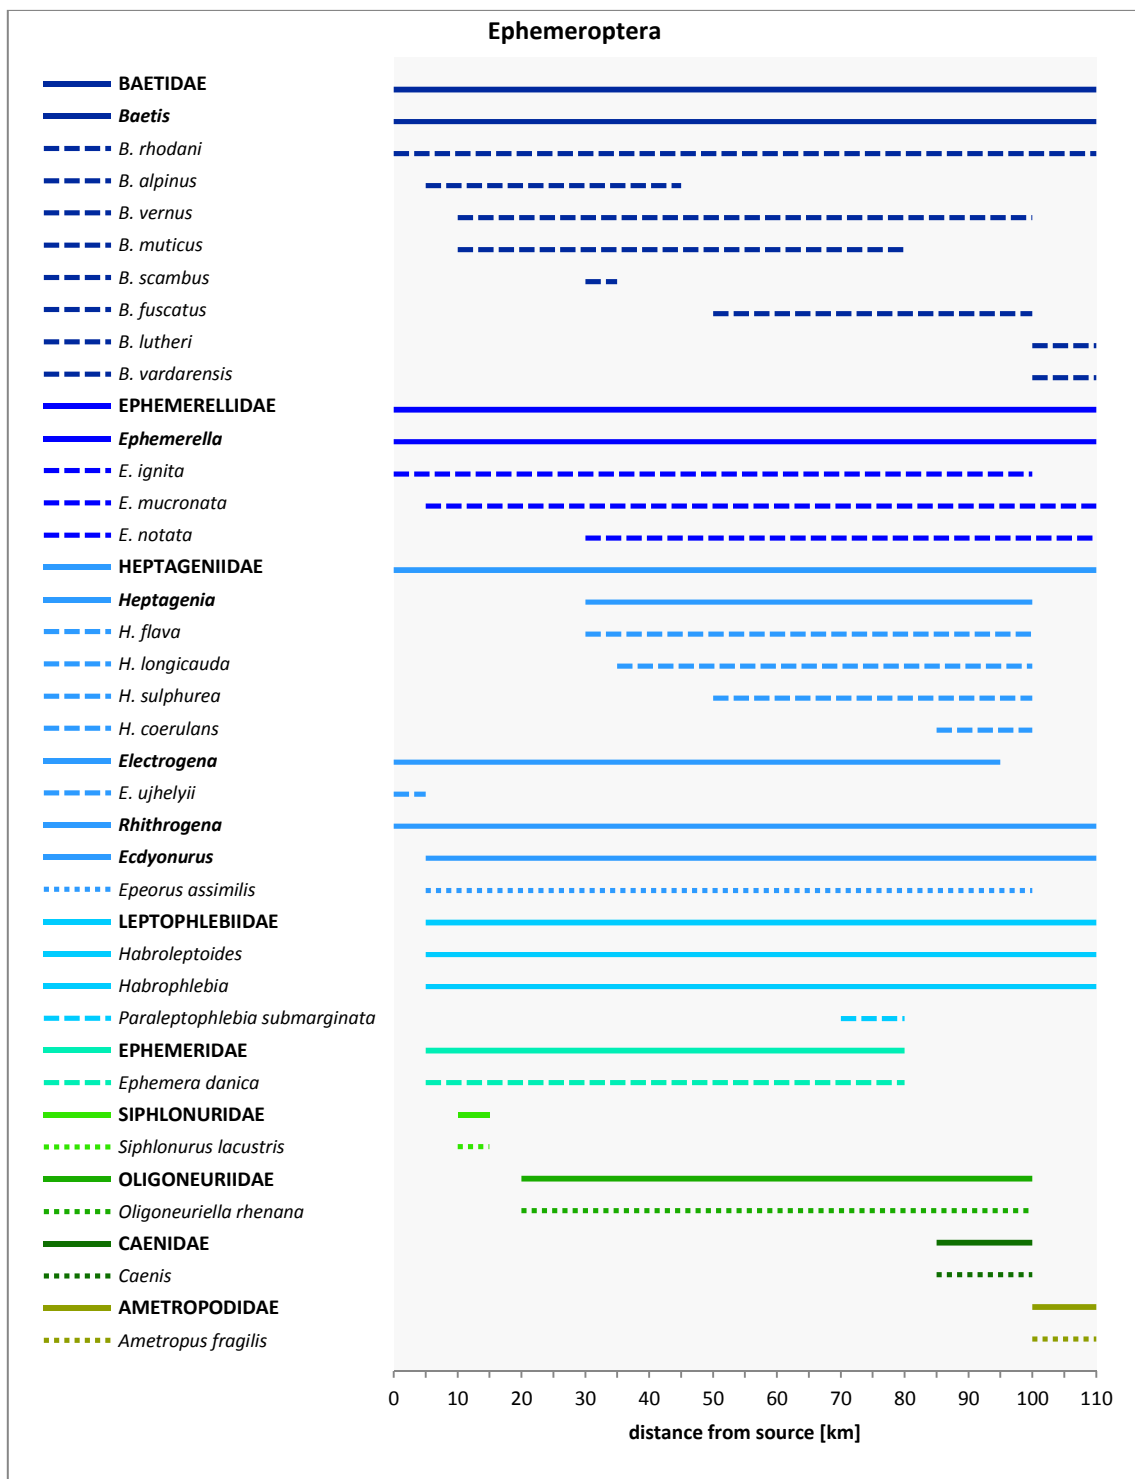 Ephemeroptera
BAETIDAE
Baetis
B. rhodani
B. alpinus
B. vernus
B. muticus
B. scambus
B. fuscatus
B. lutheri
B. vardarensis
EPHEMERELLIDAE
Ephemerella
E. ignita
E. mucronata
E. notata
HEPTAGENIIDAE
Heptagenia
H. flava
H. longicauda
H. sulphurea
H. coerulans
Electrogena
E. ujhelyii
Rhithrogena
Ecdyonurus
Epeorus assimilis
LEPTOPHLEBIIDAE
Habroleptoides
Habrophlebia
Paraleptophlebia submarginata
EPHEMERIDAE
Ephemera danica
SIPHLONURIDAE
Siphlonurus lacustris
OLIGONEURIIDAE
Oligoneuriella rhenana
CAENIDAE
Caenis
AMETROPODIDAE
Ametropus fragilis
0 10 20 30 40 50 60 70 80 90 100 110
distance from source [km]